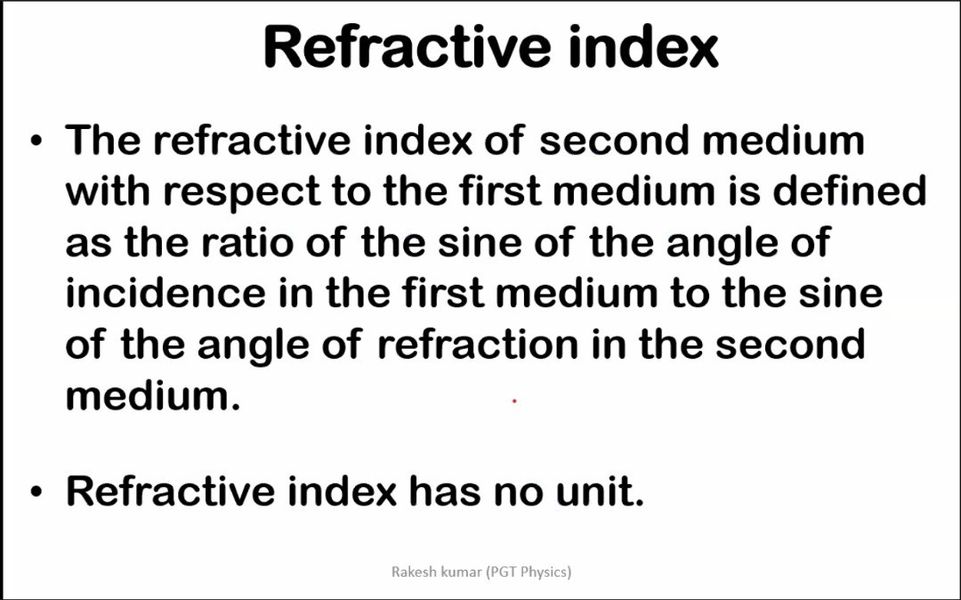 Refractive index
• The refractive index of second medium
with respect to the first medium is defined
as the ratio of the sine of the angle of
incidence in the first medium to the sine
of the angle of refraction in the second
medium.
• Refractive index has no unit.
Rakesh kumar (PGT Physics)